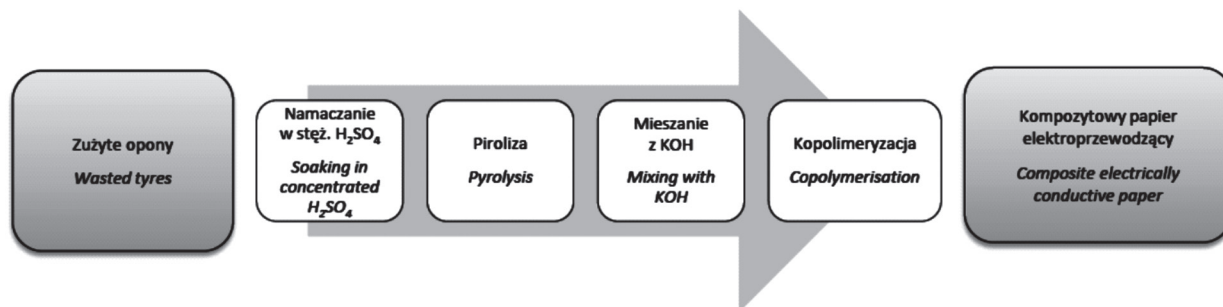 Zużyte opony
Wasted tyres
Namaczanie
w stęż. H₂SO₄
Soaking in
concentrated
H₂SO₄
Piroliza
Pyrolysis
Mieszanie
z KOH
Mixing with
KOH
Kopolimeryzacja
Copolymerisation
Kompozytowy papier
elektroprzewodzący
Composite electrically
conductive paper